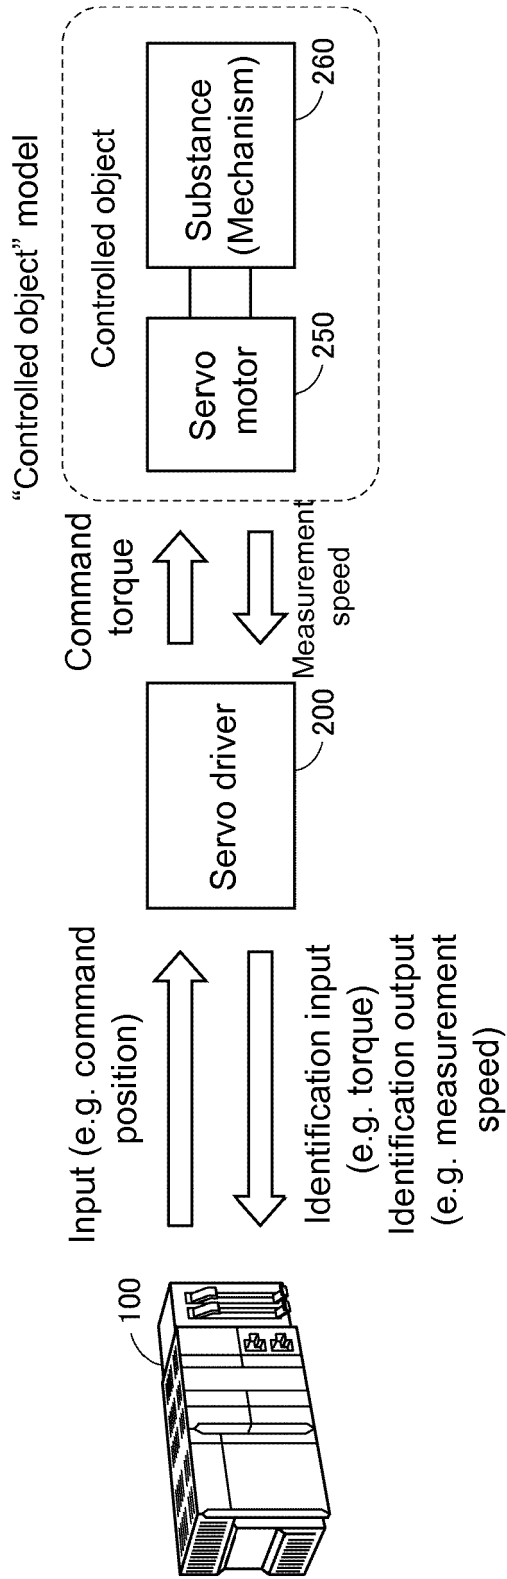 100
Input (e.g. command
position)
Identification input
(e.g. torque)
Identification output
(e.g. measurement
speed)
Servo driver
200
Command
torque
Measurement
speed
“Controlled object” model
Controlled object
Servo
motor
250
Substance
(Mechanism)
260